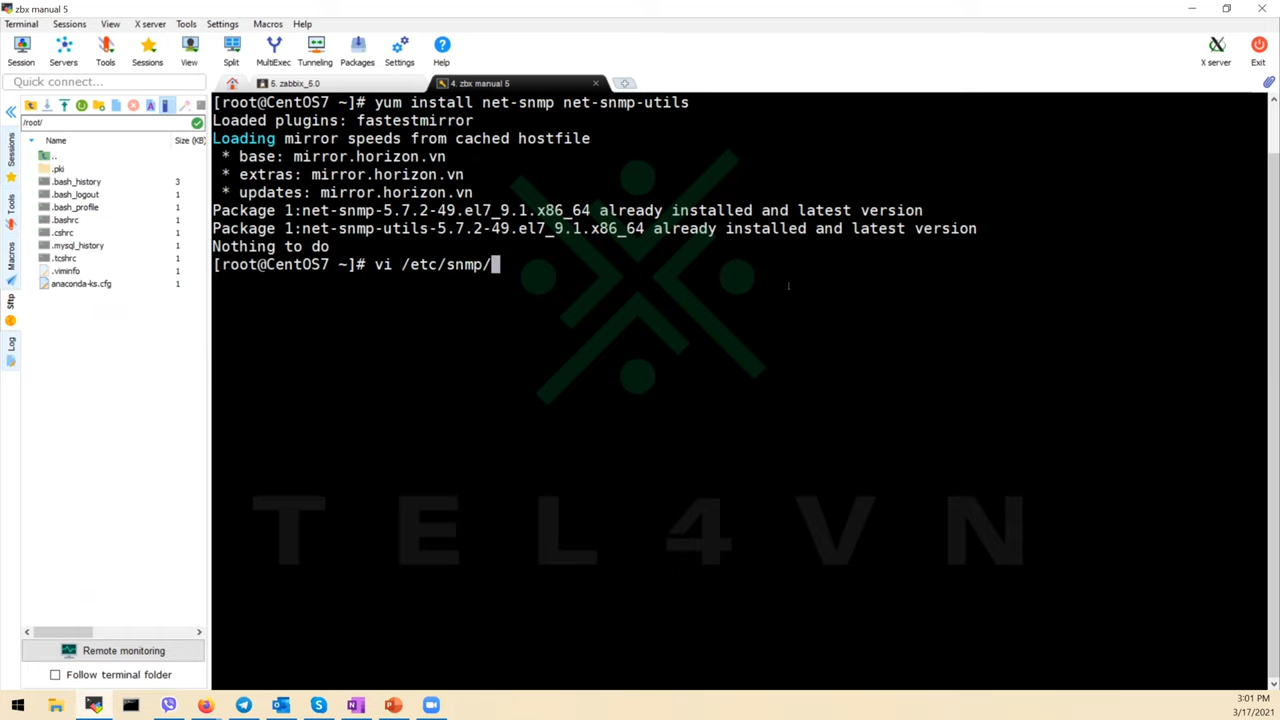 zbx manual 5
Terminal Sessions View X server Tools Settings Macros Help
Session Servers Tools Sessions View Split MultiExec Tunneling Packages Settings Help X server Exit
Quick connect...
5. zabbix_5.0
4. zbx manual 5
/root/
Name Size (KB)
..
.pki
.bash_history 3
.bash_logout 1
.bash_profile 1
.bashrc 1
.cshrc 1
.mysql_history 1
.tcshrc 1
.viminfo 1
anaconda-ks.cfg 1
Sessions
Tools
Macros
Sftp
Log
[root@CentOS7 ~]# yum install net-snmp net-snmp-utils
Loaded plugins: fastestmirror
Loading mirror speeds from cached hostfile
* base: mirror.horizon.vn
* extras: mirror.horizon.vn
* updates: mirror.horizon.vn
Package 1:net-snmp-5.7.2-49.el7_9.1.x86_64 already installed and latest version
Package 1:net-snmp-utils-5.7.2-49.el7_9.1.x86_64 already installed and latest version
Nothing to do
[root@CentOS7 ~]# vi /etc/snmp/
TEL4VN
Remote monitoring
Follow terminal folder
3:01 PM
3/17/2021